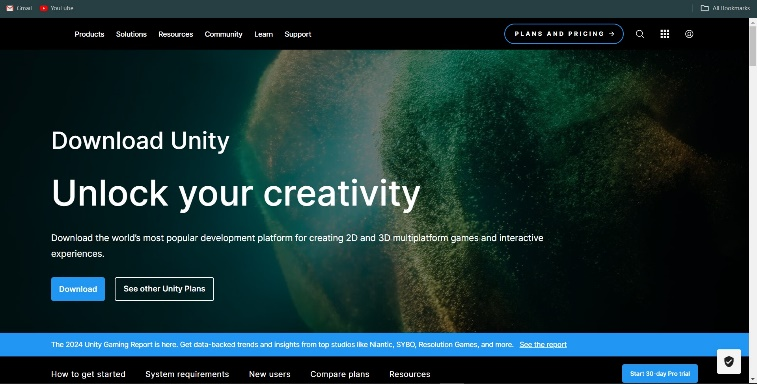 Gmail YouTube All Bookmarks
Products Solutions Resources Community Learn Support PLANS AND PRICING →
Download Unity
Unlock your creativity
Download the world's most popular development platform for creating 2D and 3D multiplatform games and interactive
experiences.
Download See other Unity Plans
The 2024 Unity Gaming Report is here. Get data-backed trends and insights from top studios like Niantic, SYBO, Resolution Games, and more. See the report
How to get started System requirements New users Compare plans Resources Start 30-day Pro trial